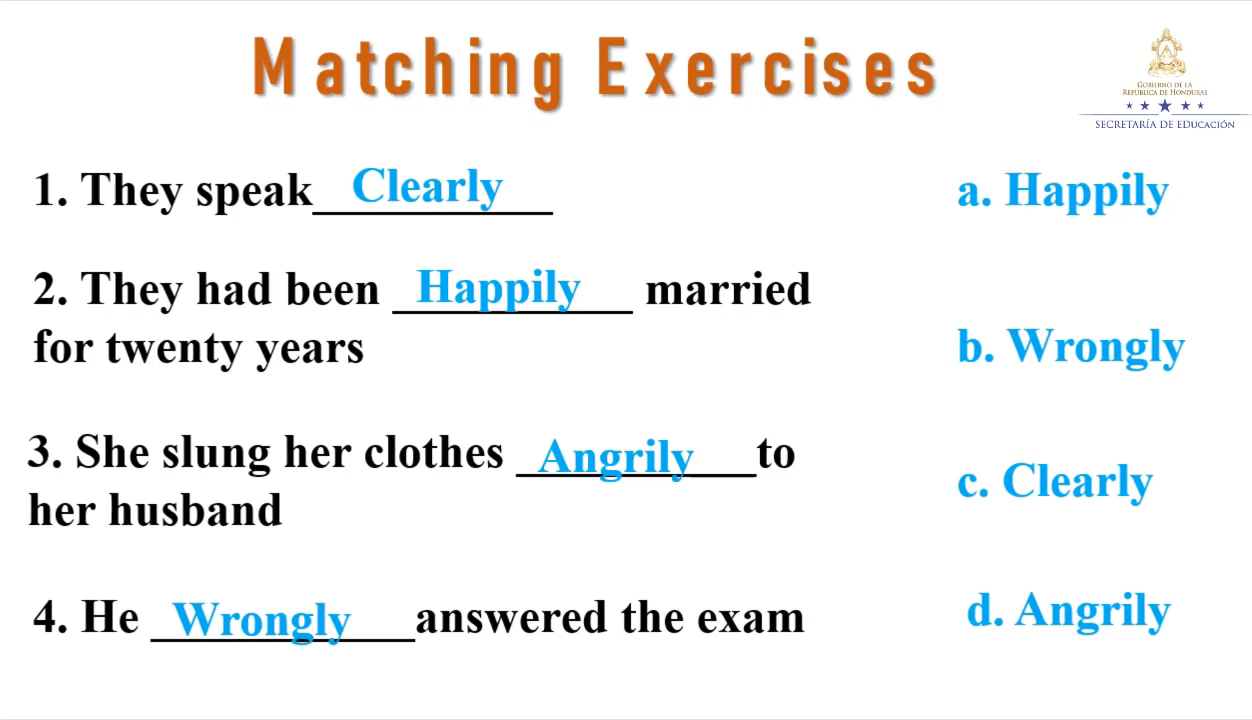 Matching Exercises
GOBIERNO DE LA
REPÚBLICA DE HONDURAS
SECRETARÍA DE EDUCACIÓN
1. They speak Clearly
a. Happily
2. They had been Happily married
for twenty years
b. Wrongly
3. She slung her clothes Angrily to
her husband
c. Clearly
4. He Wrongly answered the exam
d. Angrily